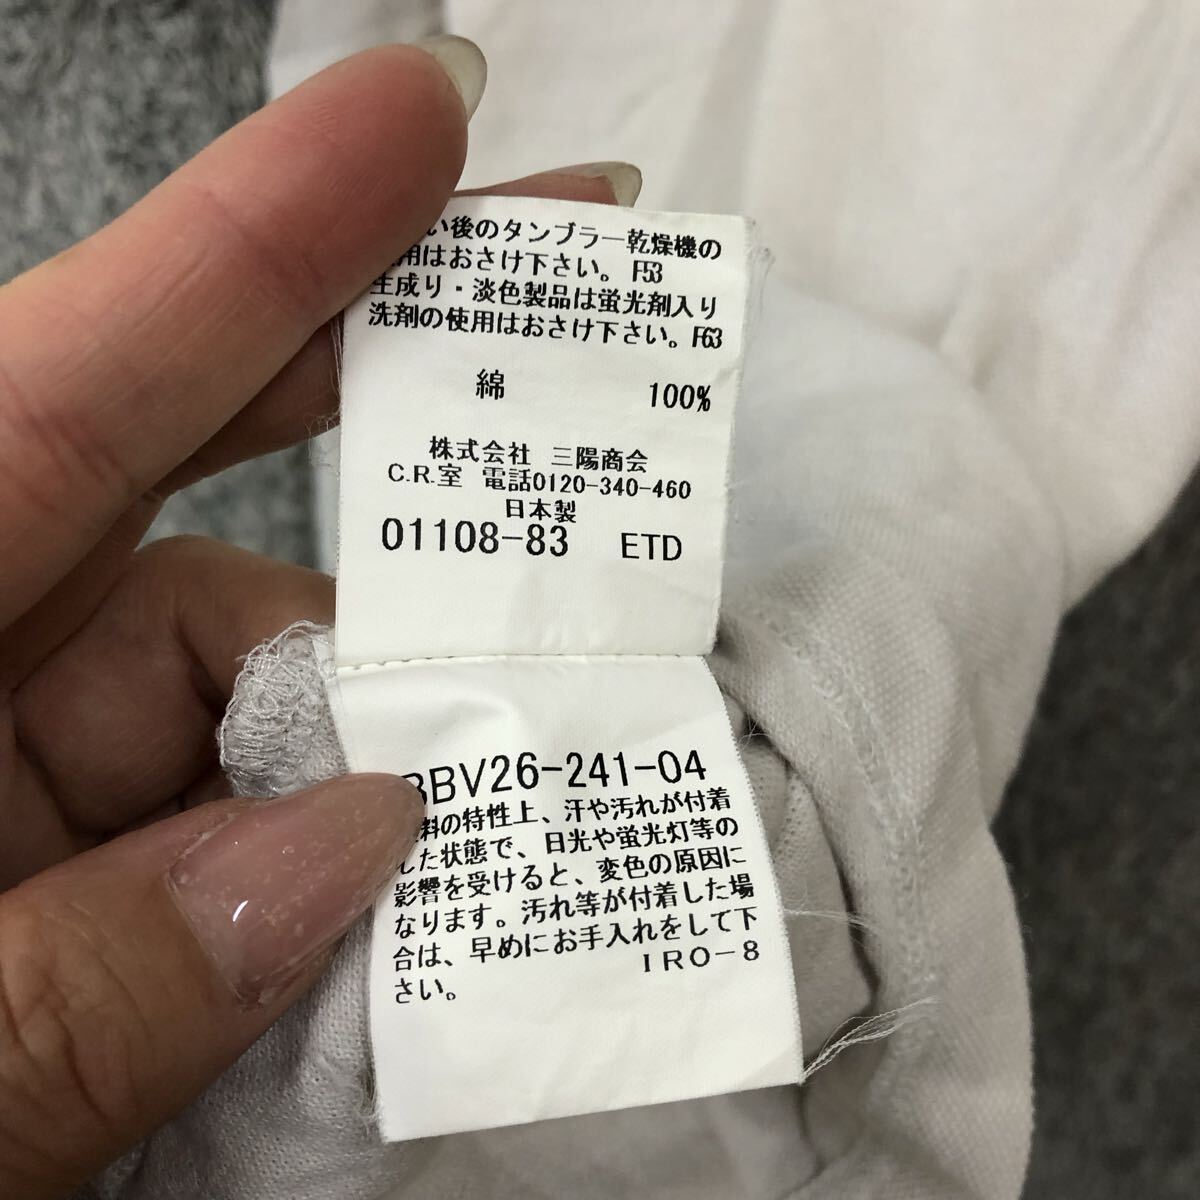 い後のタンブラー乾燥機の
用はおさけ下さい。F53
生成り・淡色製品は蛍光剤入り
洗剤の使用はおさけ下さい。F63
綿 100%
株式会社 三陽商会
C.R.室 電話0120-340-460
日本製
01108-83 ETD
BBV26-241-04
料の特性上、汗や汚れが付着
した状態で、日光や蛍光灯等の
影響を受けると、変色の原因に
なります。汚れ等が付着した場
合は、早めにお手入れをして下
さい。 IRO-8